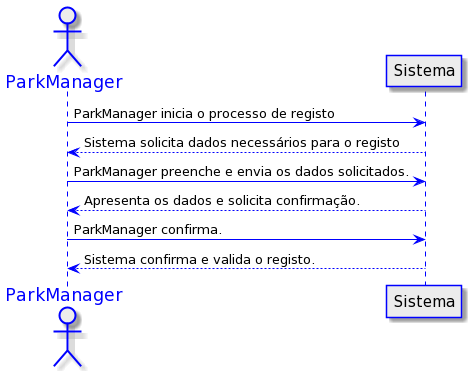 ParkManager
Sistema
ParkManager inicia o processo de registo
Sistema solicita dados necessários para o registo
ParkManager preenche e envia os dados solicitados.
Apresenta os dados e solicita confirmação.
ParkManager confirma.
Sistema confirma e valida o registo.
ParkManager
Sistema